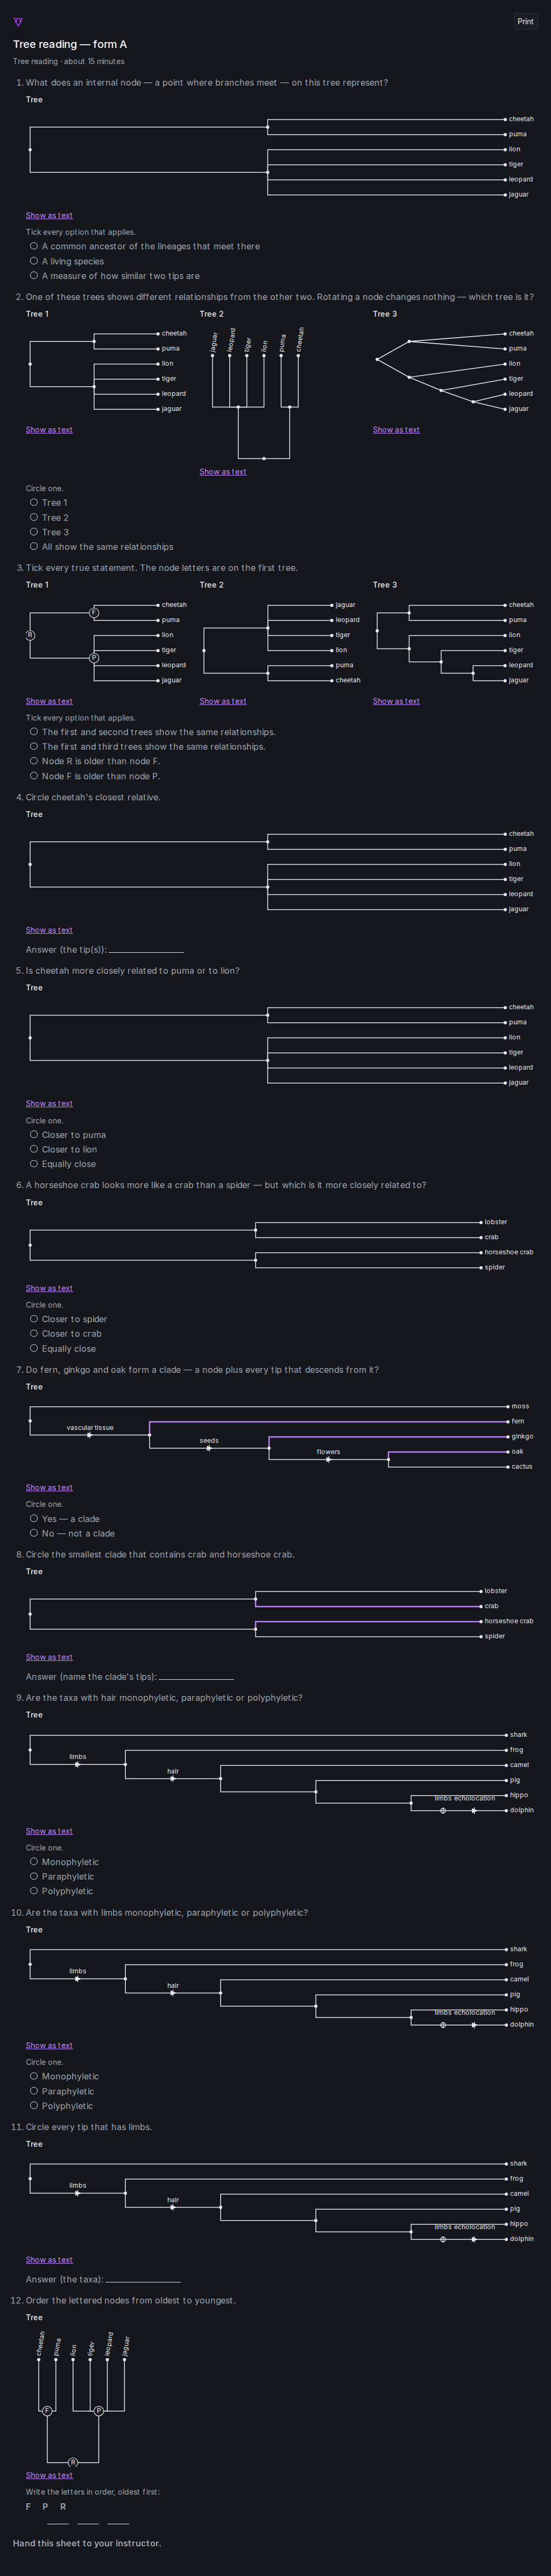 Print
Tree reading — form A
Tree reading · about 15 minutes
1. What does an internal node — a point where branches meet — on this tree represent?
Tree
cheetah
puma
lion
tiger
leopard
jaguar
Show as text
Tick every option that applies.
A common ancestor of the lineages that meet there
A living species
A measure of how similar two tips are
2. One of these trees shows different relationships from the other two. Rotating a node changes nothing — which tree is it?
Tree 1
cheetah
puma
lion
tiger
leopard
jaguar
Show as text
Tree 2
jaguar
leopard
tiger
lion
puma
cheetah
Show as text
Tree 3
cheetah
puma
lion
tiger
leopard
jaguar
Show as text
Circle one.
Tree 1
Tree 2
Tree 3
All show the same relationships
3. Tick every true statement. The node letters are on the first tree.
Tree 1
F
R
P
cheetah
puma
lion
tiger
leopard
jaguar
Show as text
Tree 2
jaguar
leopard
tiger
lion
puma
cheetah
Show as text
Tree 3
cheetah
puma
lion
tiger
leopard
jaguar
Show as text
Tick every option that applies.
The first and second trees show the same relationships.
The first and third trees show the same relationships.
Node R is older than node F.
Node F is older than node P.
4. Circle cheetah's closest relative.
Tree
cheetah
puma
lion
tiger
leopard
jaguar
Show as text
Answer (the tip(s)):
5. Is cheetah more closely related to puma or to lion?
Tree
cheetah
puma
lion
tiger
leopard
jaguar
Show as text
Circle one.
Closer to puma
Closer to lion
Equally close
6. A horseshoe crab looks more like a crab than a spider — but which is it more closely related to?
Tree
lobster
crab
horseshoe crab
spider
Show as text
Circle one.
Closer to spider
Closer to crab
Equally close
7. Do fern, ginkgo and oak form a clade — a node plus every tip that descends from it?
Tree
moss
fern
vascular tissue
ginkgo
seeds
oak
flowers
cactus
Show as text
Circle one.
Yes — a clade
No — not a clade
8. Circle the smallest clade that contains crab and horseshoe crab.
Tree
lobster
crab
horseshoe crab
spider
Show as text
Answer (name the clade's tips):
9. Are the taxa with hair monophyletic, paraphyletic or polyphyletic?
Tree
shark
frog
limbs
camel
hair
pig
hippo
limbs echolocation
dolphin
Show as text
Circle one.
Monophyletic
Paraphyletic
Polyphyletic
10. Are the taxa with limbs monophyletic, paraphyletic or polyphyletic?
Tree
shark
frog
limbs
camel
hair
pig
hippo
limbs echolocation
dolphin
Show as text
Circle one.
Monophyletic
Paraphyletic
Polyphyletic
11. Circle every tip that has limbs.
Tree
shark
frog
limbs
camel
hair
pig
hippo
limbs echolocation
dolphin
Show as text
Answer (the taxa):
12. Order the lettered nodes from oldest to youngest.
Tree
cheetah
puma
lion
tiger
leopard
jaguar
F
P
R
Show as text
Write the letters in order, oldest first:
F P R
Hand this sheet to your instructor.